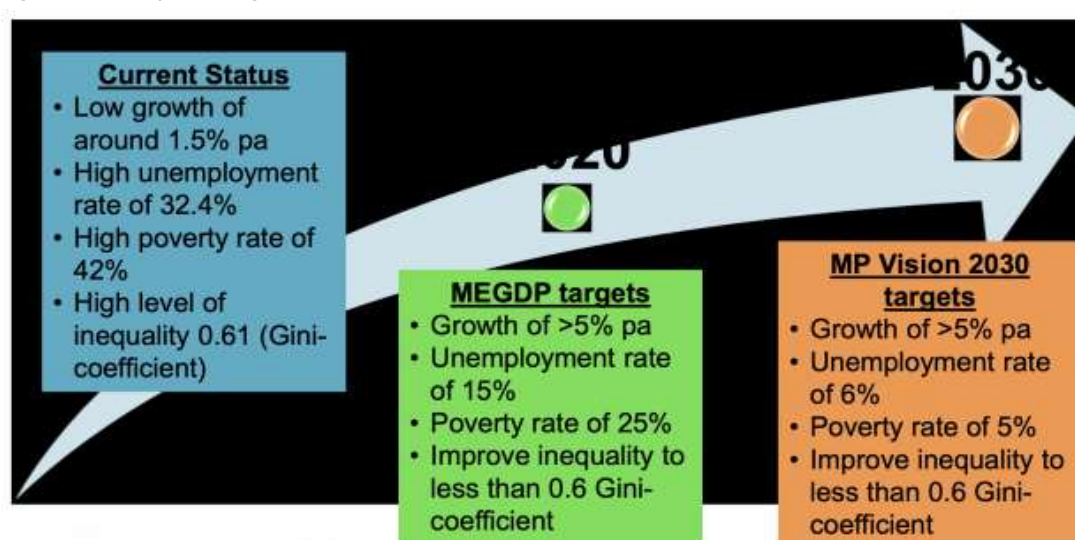 Current Status
• Low growth of
around 1.5% pa
• High unemployment
rate of 32.4%
• High poverty rate of
42%
• High level of
inequality 0.61 (Gini-
coefficient)
2020
MEGDP targets
• Growth of >5% pa
• Unemployment rate
of 15%
• Poverty rate of 25%
• Improve inequality to
less than 0.6 Gini-
coefficient
2030
MP Vision 2030
targets
• Growth of >5% pa
• Unemployment rate
of 6%
• Poverty rate of 5%
• Improve inequality to
less than 0.6 Gini-
coefficient